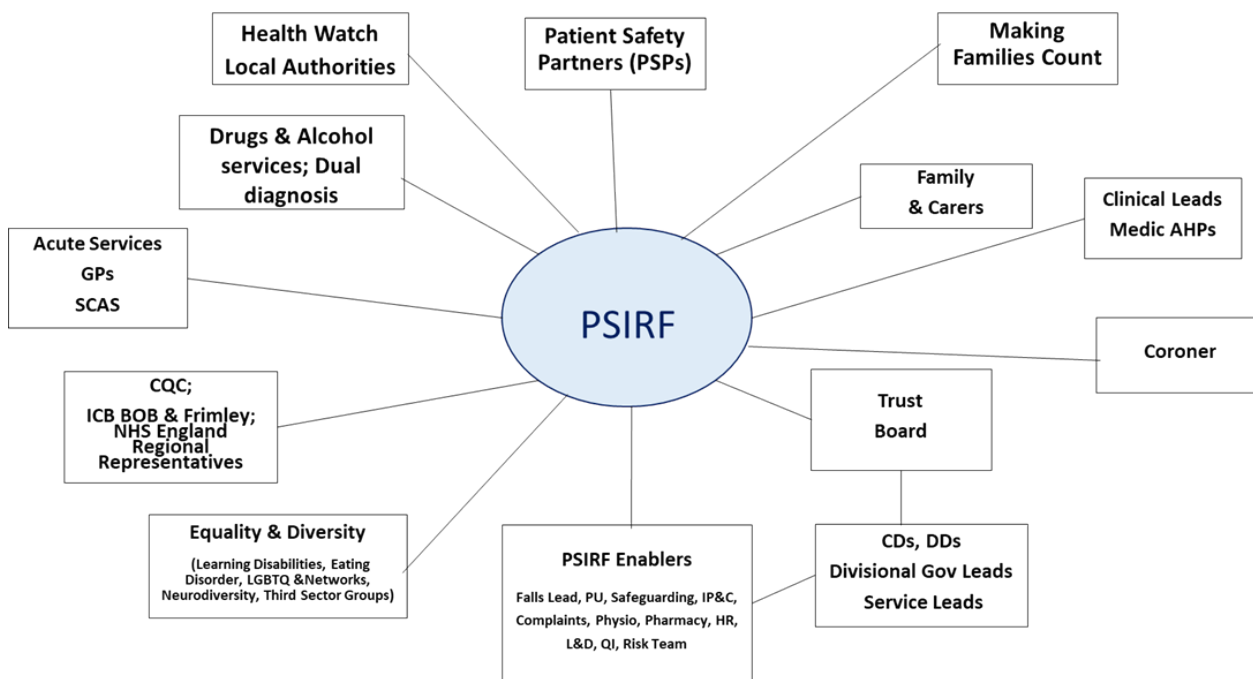 Health Watch
Local Authorities
Patient Safety
Partners (PSPs)
Making
Families Count
Drugs & Alcohol
services; Dual
diagnosis
Family
& Carers
Clinical Leads
Medic AHPs
Acute Services
GPs
SCAS
PSIRF
Coroner
CQC;
ICB BOB & Frimley;
NHS England
Regional
Representatives
Trust
Board
Equality & Diversity
(Learning Disabilities, Eating
Disorder, LGBTQ &Networks,
Neurodiversity, Third Sector Groups)
PSIRF Enablers
Falls Lead, PU, Safeguarding, IP&C,
Complaints, Physio, Pharmacy, HR,
L&D, QI, Risk Team
CDs, DDs
Divisional Gov Leads
Service Leads